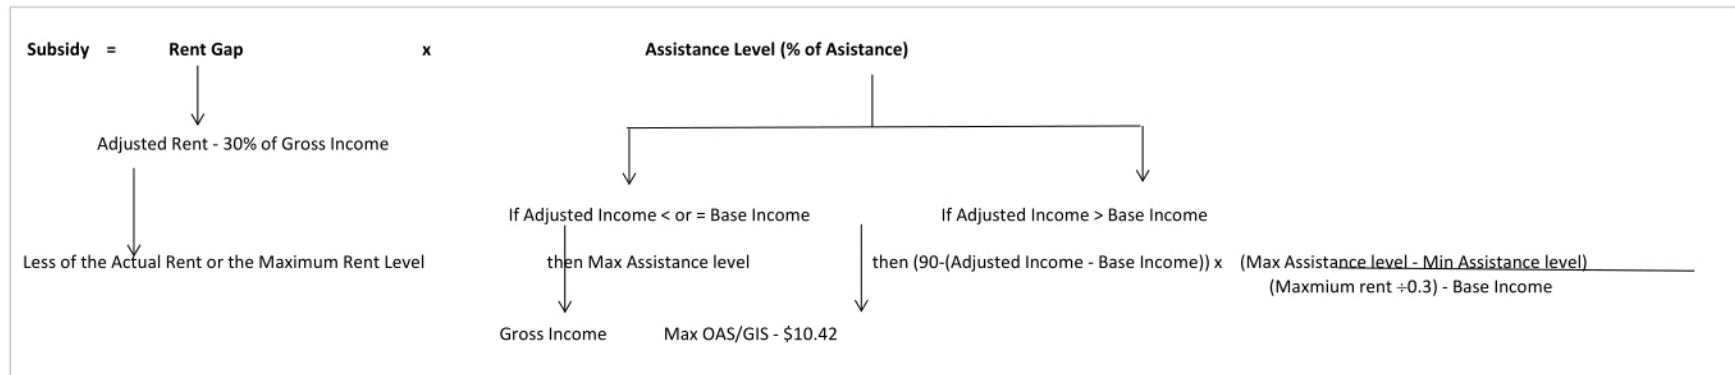 Subsidy = Rent Gap x Assistance Level (% of Asistance)
Adjusted Rent - 30% of Gross Income
If Adjusted Income < or = Base Income If Adjusted Income > Base Income
Less of the Actual Rent or the Maximum Rent Level then Max Assistance level then (90-(Adjusted Income - Base Income)) x (Max Assistance level - Min Assistance level)
(Maxmium rent ÷0.3) - Base Income
Gross Income Max OAS/GIS - $10.42